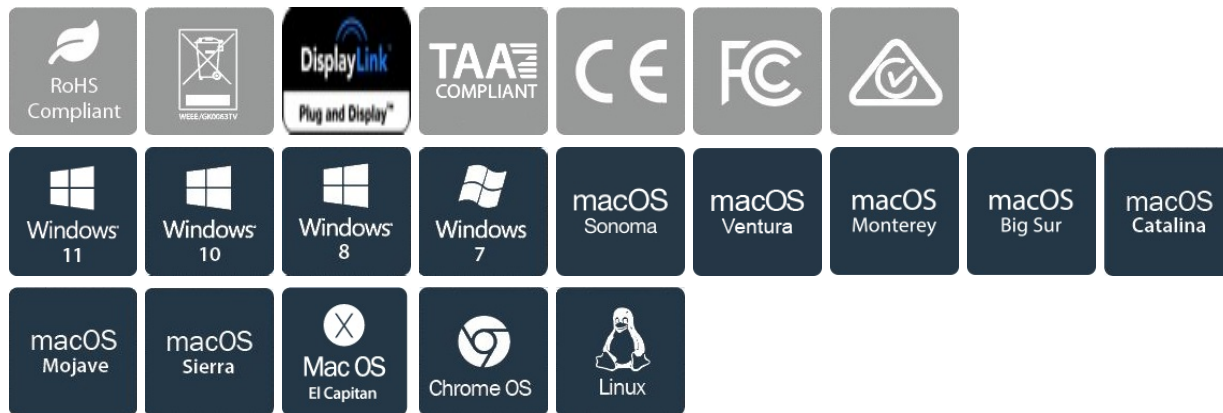 RoHS
Compliant
WEEE/GK0063TV
DisplayLink
Plug and Display™
TAA
COMPLIANT
CE
FC
Windows
11
Windows
10
Windows
8
Windows
7
macOS
Sonoma
macOS
Ventura
macOS
Monterey
macOS
Big Sur
macOS
Catalina
macOS
Mojave
macOS
Sierra
X
Mac OS
El Capitan
Chrome OS
Linux